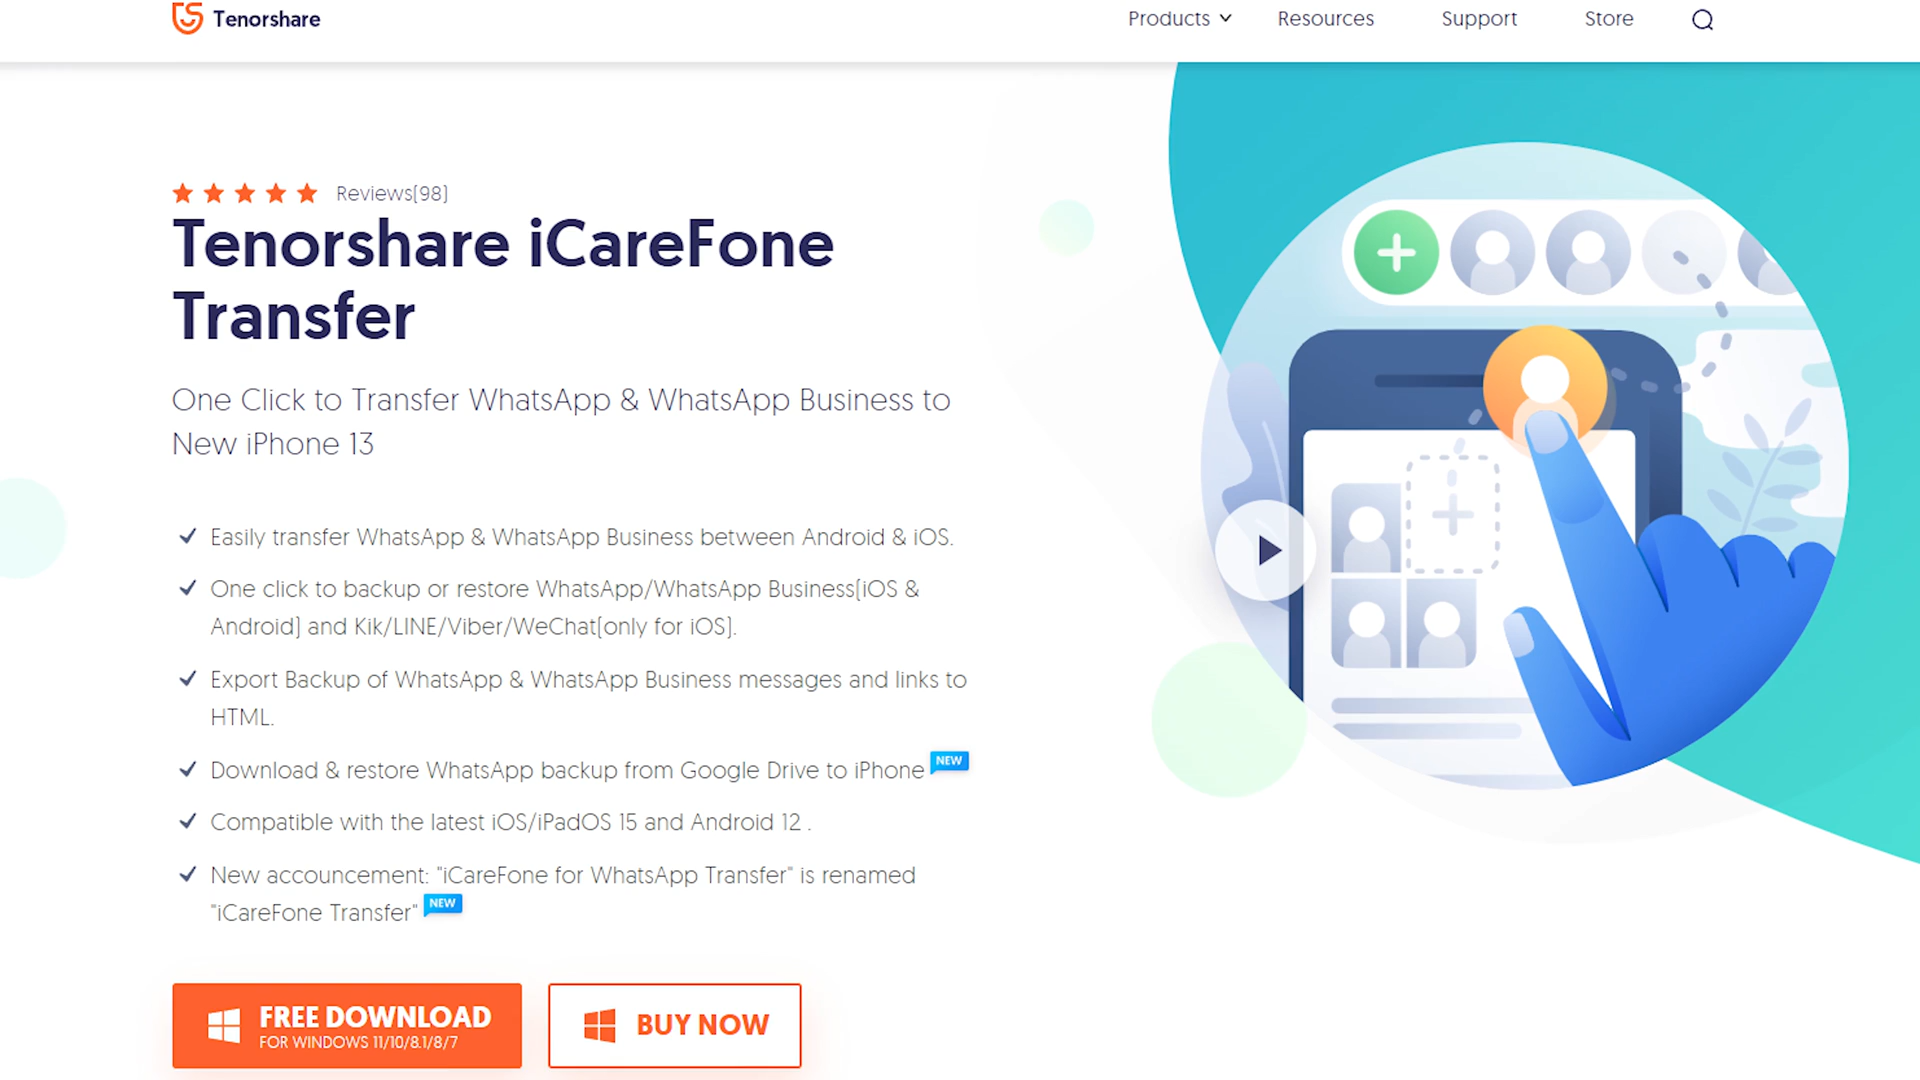 Tenorshare
Products
Resources
Support
Store
Reviews(98)
Tenorshare iCareFone
Transfer
One Click to Transfer WhatsApp & WhatsApp Business to
New iPhone 13
Easily transfer WhatsApp & WhatsApp Business between Android & iOS.
One click to backup or restore WhatsApp/WhatsApp Business(iOS &
Android) and Kik/LINE/Viber/WeChat(only for iOS).
Export Backup of WhatsApp & WhatsApp Business messages and links to
HTML.
Download & restore WhatsApp backup from Google Drive to iPhone NEW
Compatible with the latest iOS/iPadOS 15 and Android 12 .
New accouncement: "iCareFone for WhatsApp Transfer" is renamed
"iCareFone Transfer" NEW
FREE DOWNLOAD
FOR WINDOWS 11/10/8.1/8/7
BUY NOW